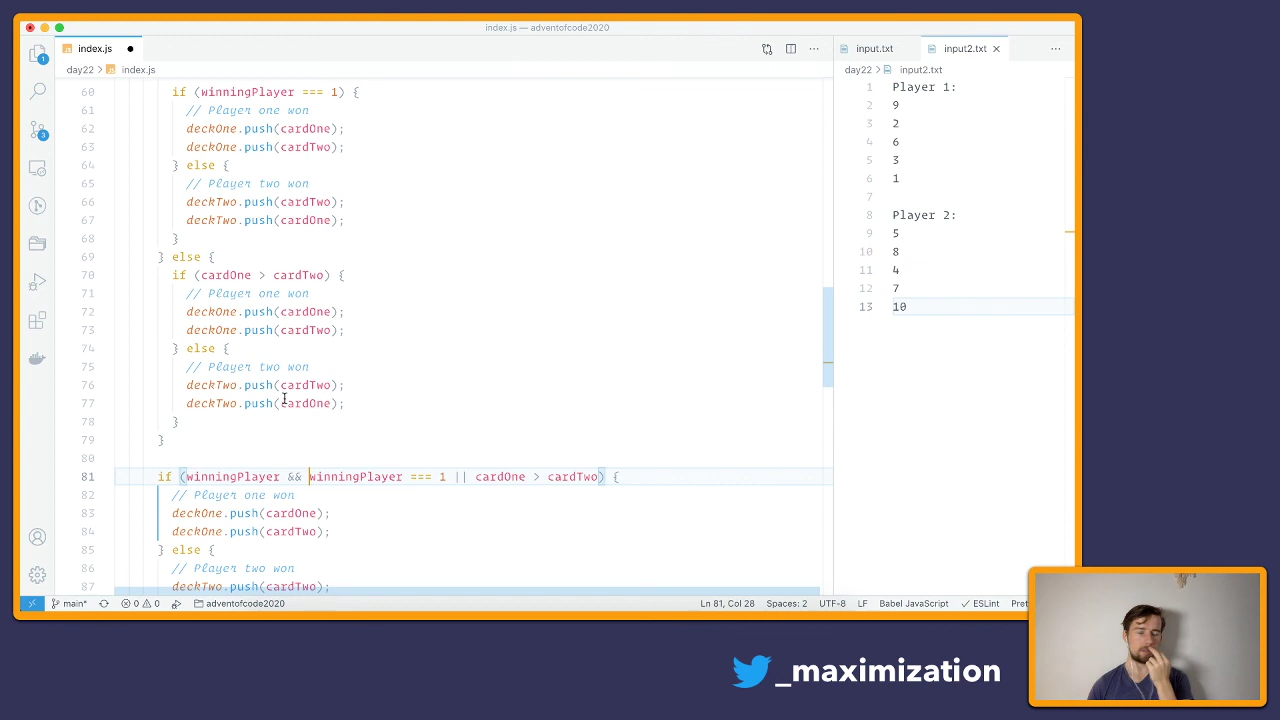 index.js — adventofcode2020
index.js
input.txt
input2.txt
day22 > index.js
day22 > input2.txt
60 if (winningPlayer === 1) {
61 // Player one won
62 deckOne.push(cardOne);
63 deckOne.push(cardTwo);
64 } else {
65 // Player two won
66 deckTwo.push(cardTwo);
67 deckTwo.push(cardOne);
68 }
69 } else {
70 if (cardOne > cardTwo) {
71 // Player one won
72 deckOne.push(cardOne);
73 deckOne.push(cardTwo);
74 } else {
75 // Player two won
76 deckTwo.push(cardTwo);
77 deckTwo.push(cardOne);
78 }
79 }
80
81 if (winningPlayer && winningPlayer === 1 || cardOne > cardTwo) {
82 // Player one won
83 deckOne.push(cardOne);
84 deckOne.push(cardTwo);
85 } else {
86 // Player two won
87 deckTwo.push(cardTwo);
1 Player 1:
2 9
3 2
4 6
5 3
6 1
7
8 Player 2:
9 5
10 8
11 4
12 7
13 10
1
3
main* 0 0 adventofcode2020 Ln 81, Col 28 Spaces: 2 UTF-8 LF Babel JavaScript ESLint Pret
_maximization